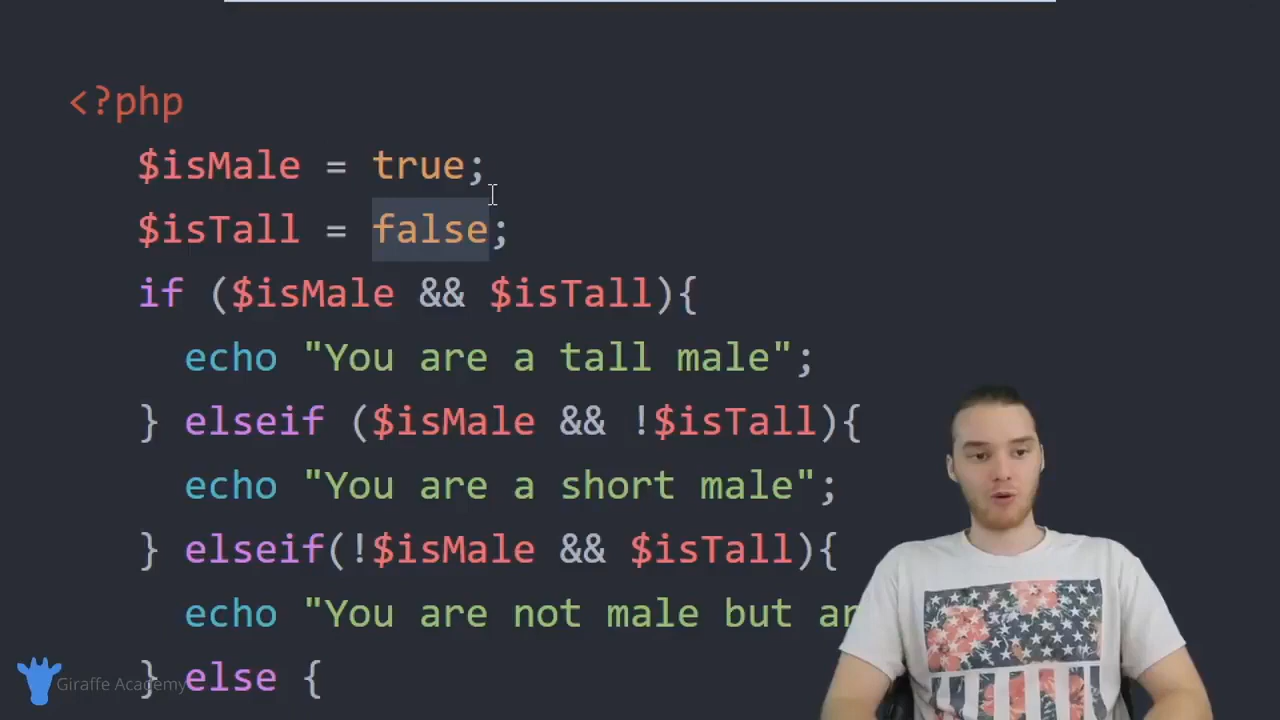 <?php
$isMale = true;
$isTall = false;
if ($isMale && $isTall){
echo "You are a tall male";
} elseif ($isMale && !$isTall){
echo "You are a short male";
} elseif(!$isMale && $isTall){
echo "You are not male but
} else {
Giraffe Academy